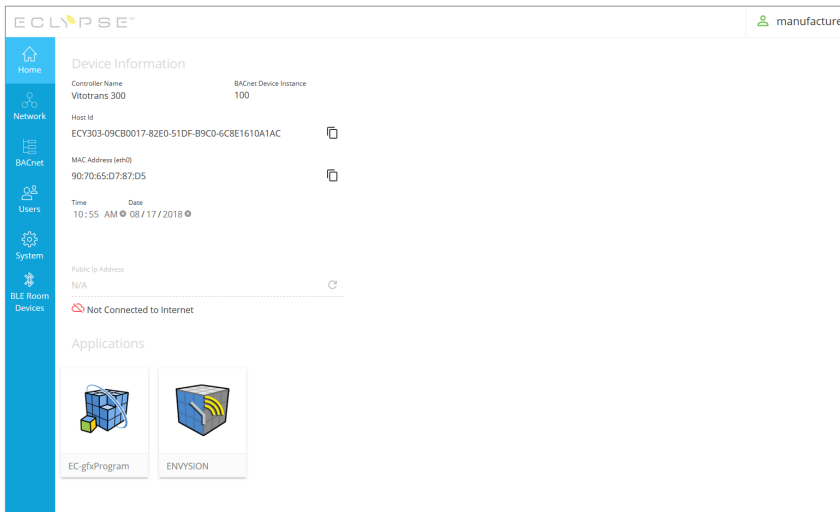 ECLYPSE™
manufacture
Home
Network
BACnet
Users
System
BLE Room
Devices
Device Information
Controller Name
BACnet Device Instance
Vitotrans 300
100
Host Id
ECY303-09CB0017-82E0-51DF-B9C0-6C8E1610A1AC
MAC Address (eth0)
90:70:65:D7:87:D5
Time
Date
10:55 AM
08/17/2018
Public Ip Address
N/A
Not Connected to Internet
Applications
EC-gfxProgram
ENVYSION